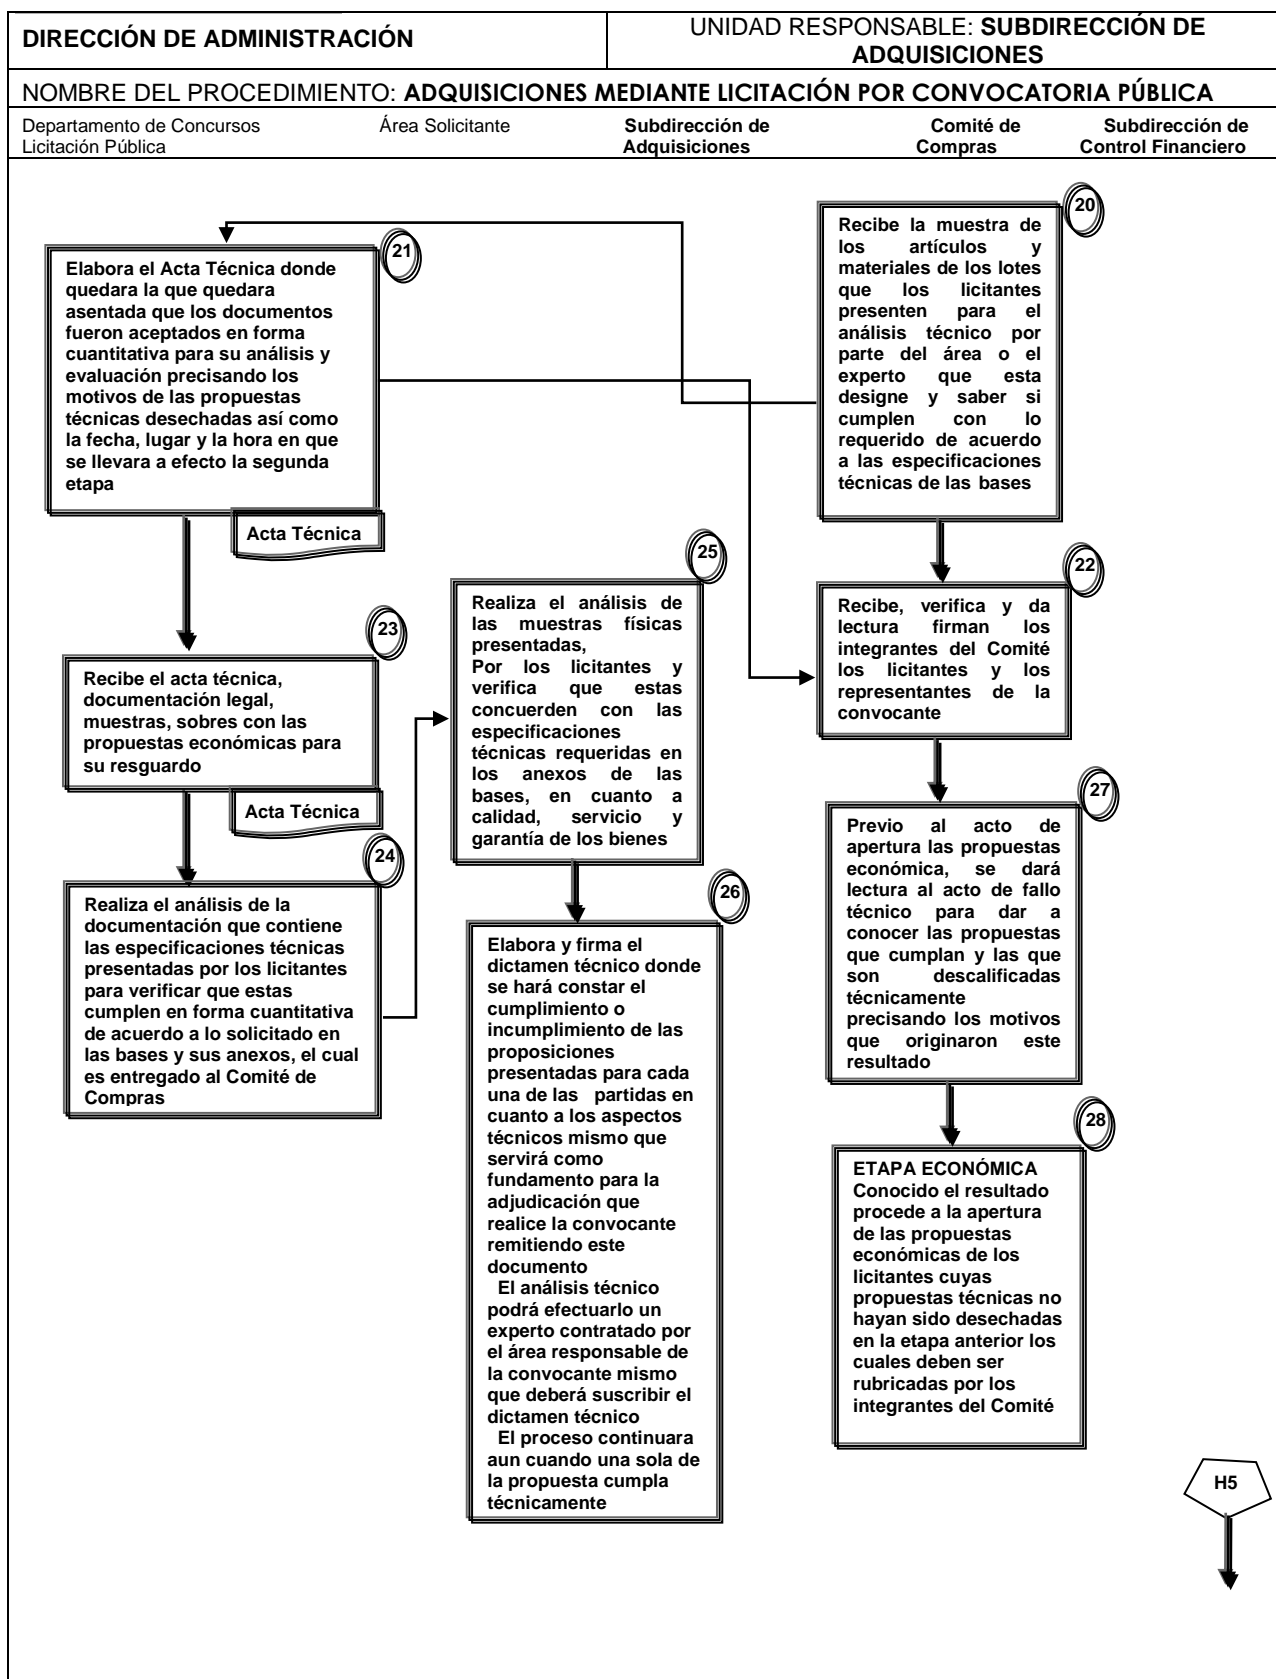 DIRECCIÓN DE ADMINISTRACIÓN
UNIDAD RESPONSABLE: SUBDIRECCIÓN DE
ADQUISICIONES
NOMBRE DEL PROCEDIMIENTO: ADQUISICIONES MEDIANTE LICITACIÓN POR CONVOCATORIA PÚBLICA
Departamento de Concursos
Licitación Pública
Área Solicitante
Subdirección de
Adquisiciones
Comité de
Compras
Subdirección de
Control Financiero
20
Recibe la muestra de
los artículos y
materiales de los lotes
que los licitantes
presenten para el
análisis técnico por
parte del área o el
experto que esta
designe y saber si
cumplen con lo
requerido de acuerdo
a las especificaciones
técnicas de las bases
21
Elabora el Acta Técnica donde
quedara la que quedara
asentada que los documentos
fueron aceptados en forma
cuantitativa para su análisis y
evaluación precisando los
motivos de las propuestas
técnicas desechadas así como
la fecha, lugar y la hora en que
se llevara a efecto la segunda
etapa
Acta Técnica
22
Recibe, verifica y da
lectura firman los
integrantes del Comité
los licitantes y los
representantes de la
convocante
23
Recibe el acta técnica,
documentación legal,
muestras, sobres con las
propuestas económicas para
su resguardo
Acta Técnica
24
Realiza el análisis de la
documentación que contiene
las especificaciones técnicas
presentadas por los licitantes
para verificar que estas
cumplen en forma cuantitativa
de acuerdo a lo solicitado en
las bases y sus anexos, el cual
es entregado al Comité de
Compras
25
Realiza el análisis de
las muestras físicas
presentadas,
Por los licitantes y
verifica que estas
concuerden con las
especificaciones
técnicas requeridas en
los anexos de las
bases, en cuanto a
calidad, servicio y
garantía de los bienes
26
Elabora y firma el
dictamen técnico donde
se hará constar el
cumplimiento o
incumplimiento de las
proposiciones
presentadas para cada
una de las partidas en
cuanto a los aspectos
técnicos mismo que
servirá como
fundamento para la
adjudicación que
realice la convocante
remitiendo este
documento
El análisis técnico
podrá efectuarlo un
experto contratado por
el área responsable de
la convocante mismo
que deberá suscribir el
dictamen técnico
El proceso continuara
aun cuando una sola de
la propuesta cumpla
técnicamente
27
Previo al acto de
apertura las propuestas
económica, se dará
lectura al acto de fallo
técnico para dar a
conocer las propuestas
que cumplan y las que
son descalificadas
técnicamente
precisando los motivos
que originaron este
resultado
28
ETAPA ECONÓMICA
Conocido el resultado
procede a la apertura
de las propuestas
económicas de los
licitantes cuyas
propuestas técnicas no
hayan sido desechadas
en la etapa anterior los
cuales deben ser
rubricadas por los
integrantes del Comité
H5